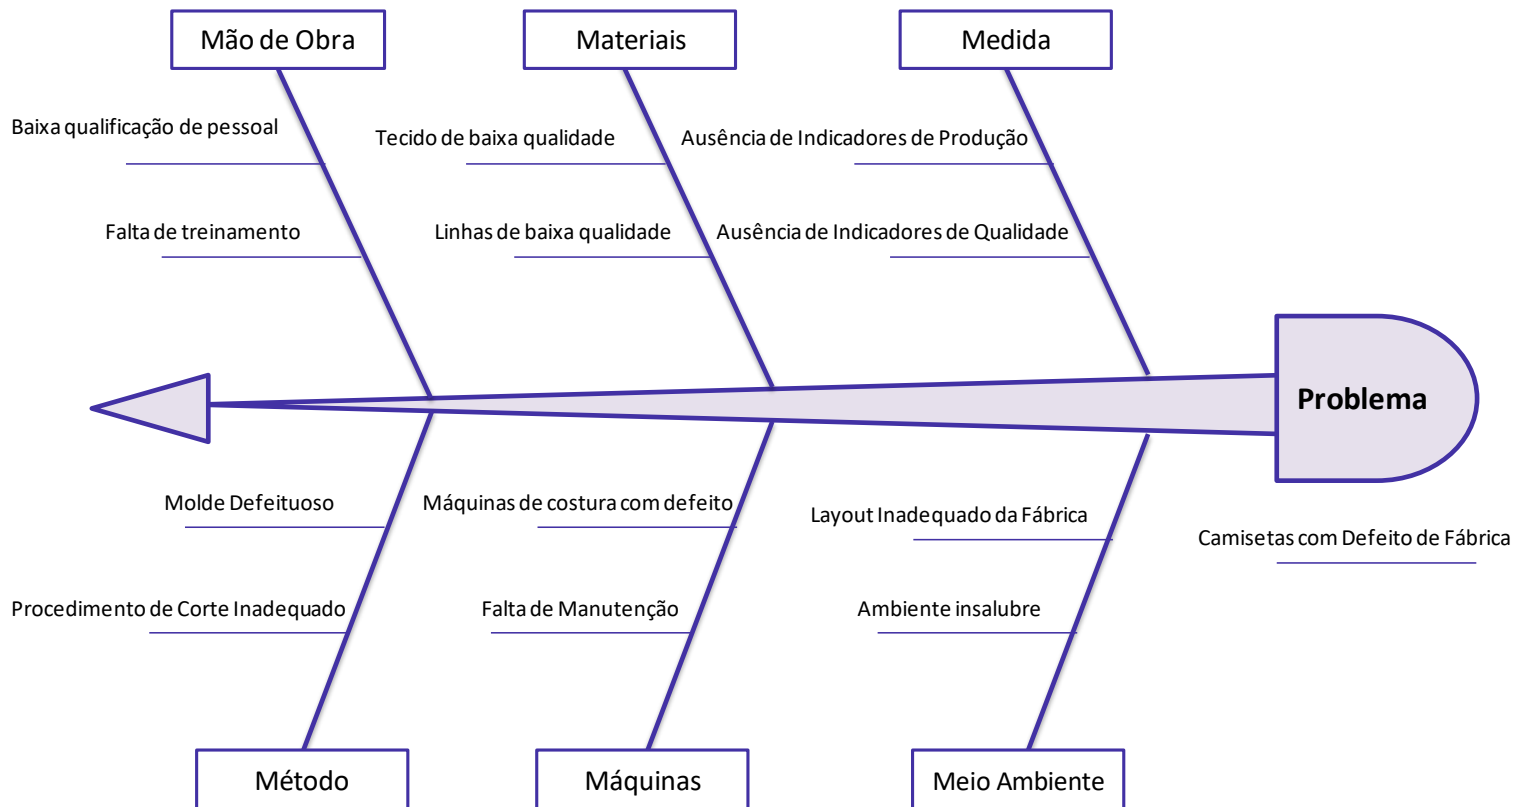 Mão de Obra
Materiais
Medida
Baixa qualificação de pessoal
Tecido de baixa qualidade
Ausência de Indicadores de Produção
Falta de treinamento
Linhas de baixa qualidade
Ausência de Indicadores de Qualidade
Problema
Molde Defeituoso
Máquinas de costura com defeito
Layout Inadequado da Fábrica
Camisetas com Defeito de Fábrica
Procedimento de Corte Inadequado
Falta de Manutenção
Ambiente insalubre
Método
Máquinas
Meio Ambiente